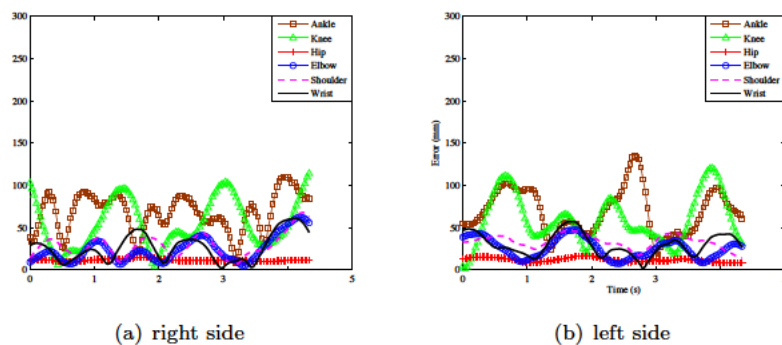 300
250
200
150
100
50
0
0 1 2 3 4 5
Ankle
Knee
Hip
Elbow
Shoulder
Wrist
(a) right side
300
250
200
150
100
50
0
Error (mm)
0 1 2 3 4
Time (s)
Ankle
Knee
Hip
Elbow
Shoulder
Wrist
(b) left side